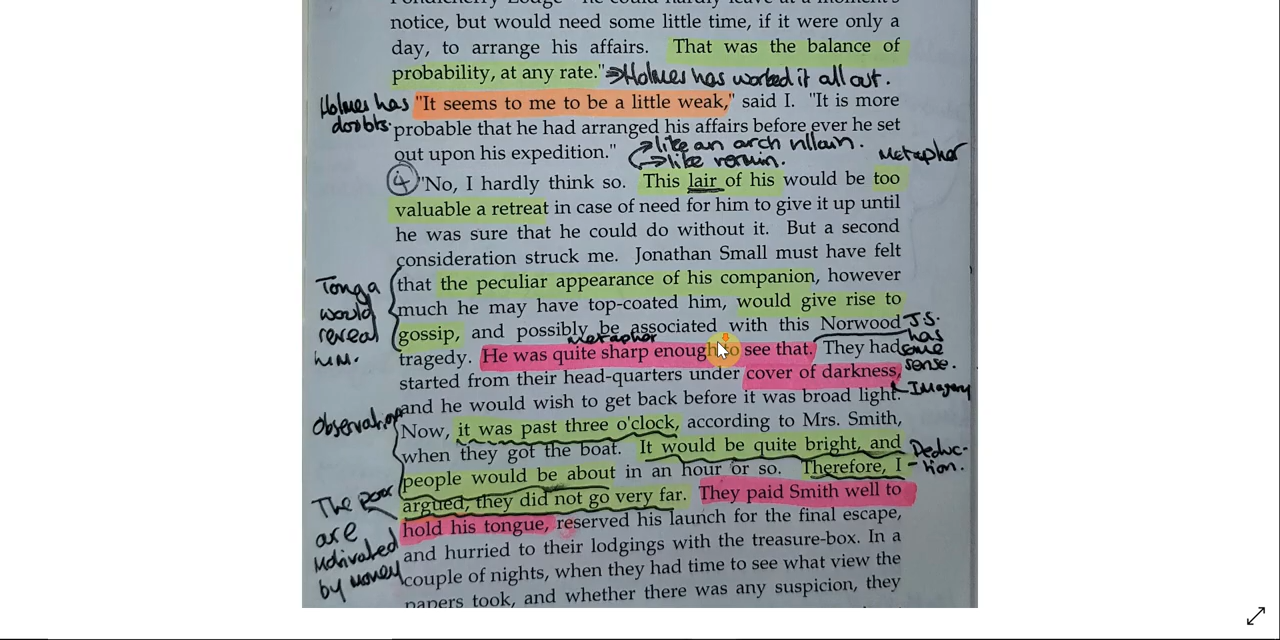 notice, but would need some little time, if it were only a
day, to arrange his affairs. That was the balance of
probability, at any rate." ⇒Holmes has worked it all out.
Holmes has
doubts.
"It seems to me to be a little weak," said I. "It is more
probable that he had arranged his affairs before ever he set
out upon his expedition." →like an arch villain.
→like vermin.
Metaphor
④ "No, I hardly think so. This lair of his would be too
valuable a retreat in case of need for him to give it up until
he was sure that he could do without it. But a second
consideration struck me. Jonathan Small must have felt
that the peculiar appearance of his companion, however
much he may have top-coated him, would give rise to
gossip, and possibly be associated with this Norwood
Tonga
would
reveal
him.
Metaphor
tragedy. He was quite sharp enough to see that. They had
J.S.
has
some
sense.
started from their head-quarters under cover of darkness,
Imagery
and he would wish to get back before it was broad light.
Observation
Now, it was past three o'clock, according to Mrs. Smith,
when they got the boat. It would be quite bright, and
people would be about in an hour or so. Therefore, I
Deduc-
tion.
argued, they did not go very far. They paid Smith well to
hold his tongue, reserved his launch for the final escape,
The poor
are
motivated
by money
and hurried to their lodgings with the treasure-box. In a
couple of nights, when they had time to see what view the
papers took, and whether there was any suspicion, they